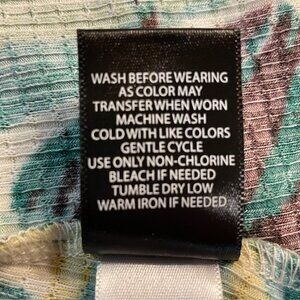 WASH BEFORE WEARING
AS COLOR MAY
TRANSFER WHEN WORN
MACHINE WASH
COLD WITH LIKE COLORS
GENTLE CYCLE
USE ONLY NON-CHLORINE
BLEACH IF NEEDED
TUMBLE DRY LOW
WARM IRON IF NEEDED